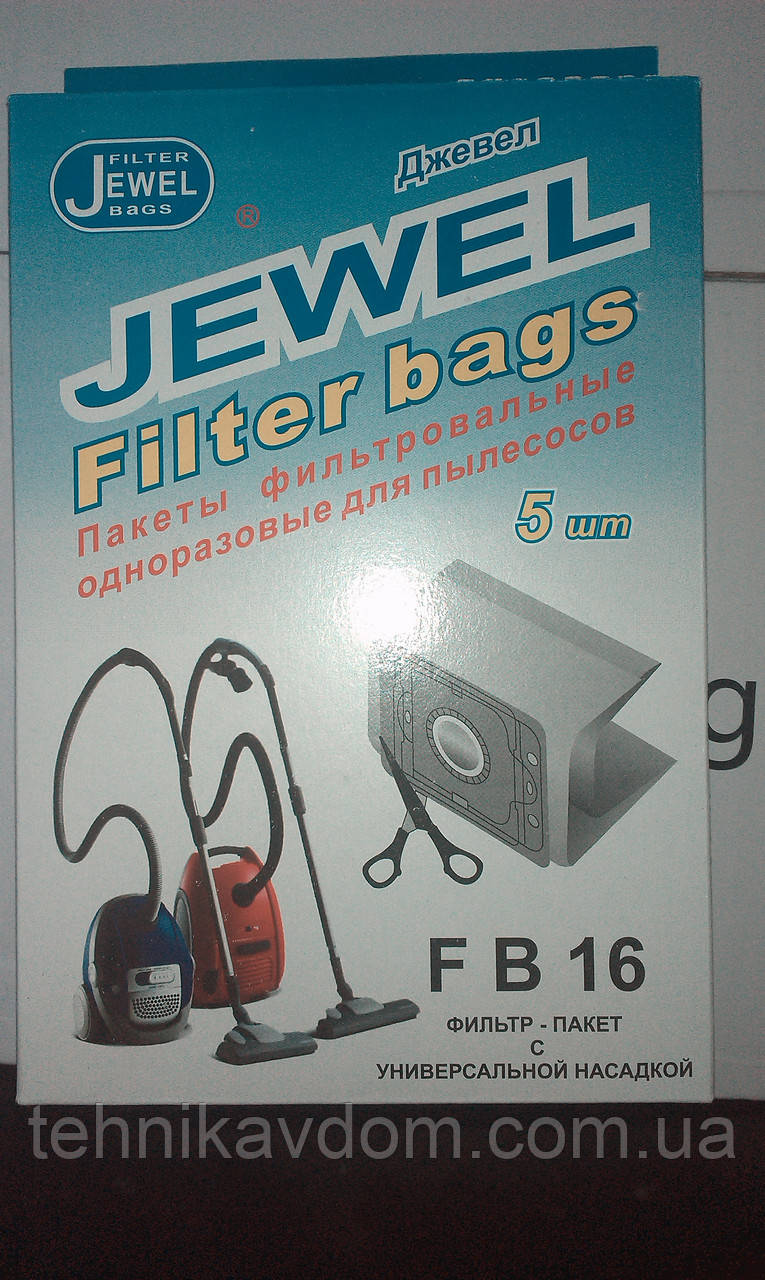 FILTER
JEWEL
BAGS
®
Джевел
JEWEL
Filter bags
Пакеты фильтровальные
одноразовые для пылесосов
5 шт
g
F B 16
ФИЛЬТР - ПАКЕТ
С
УНИВЕРСАЛЬНОЙ НАСАДКОЙ
tehnikavdom.com.ua